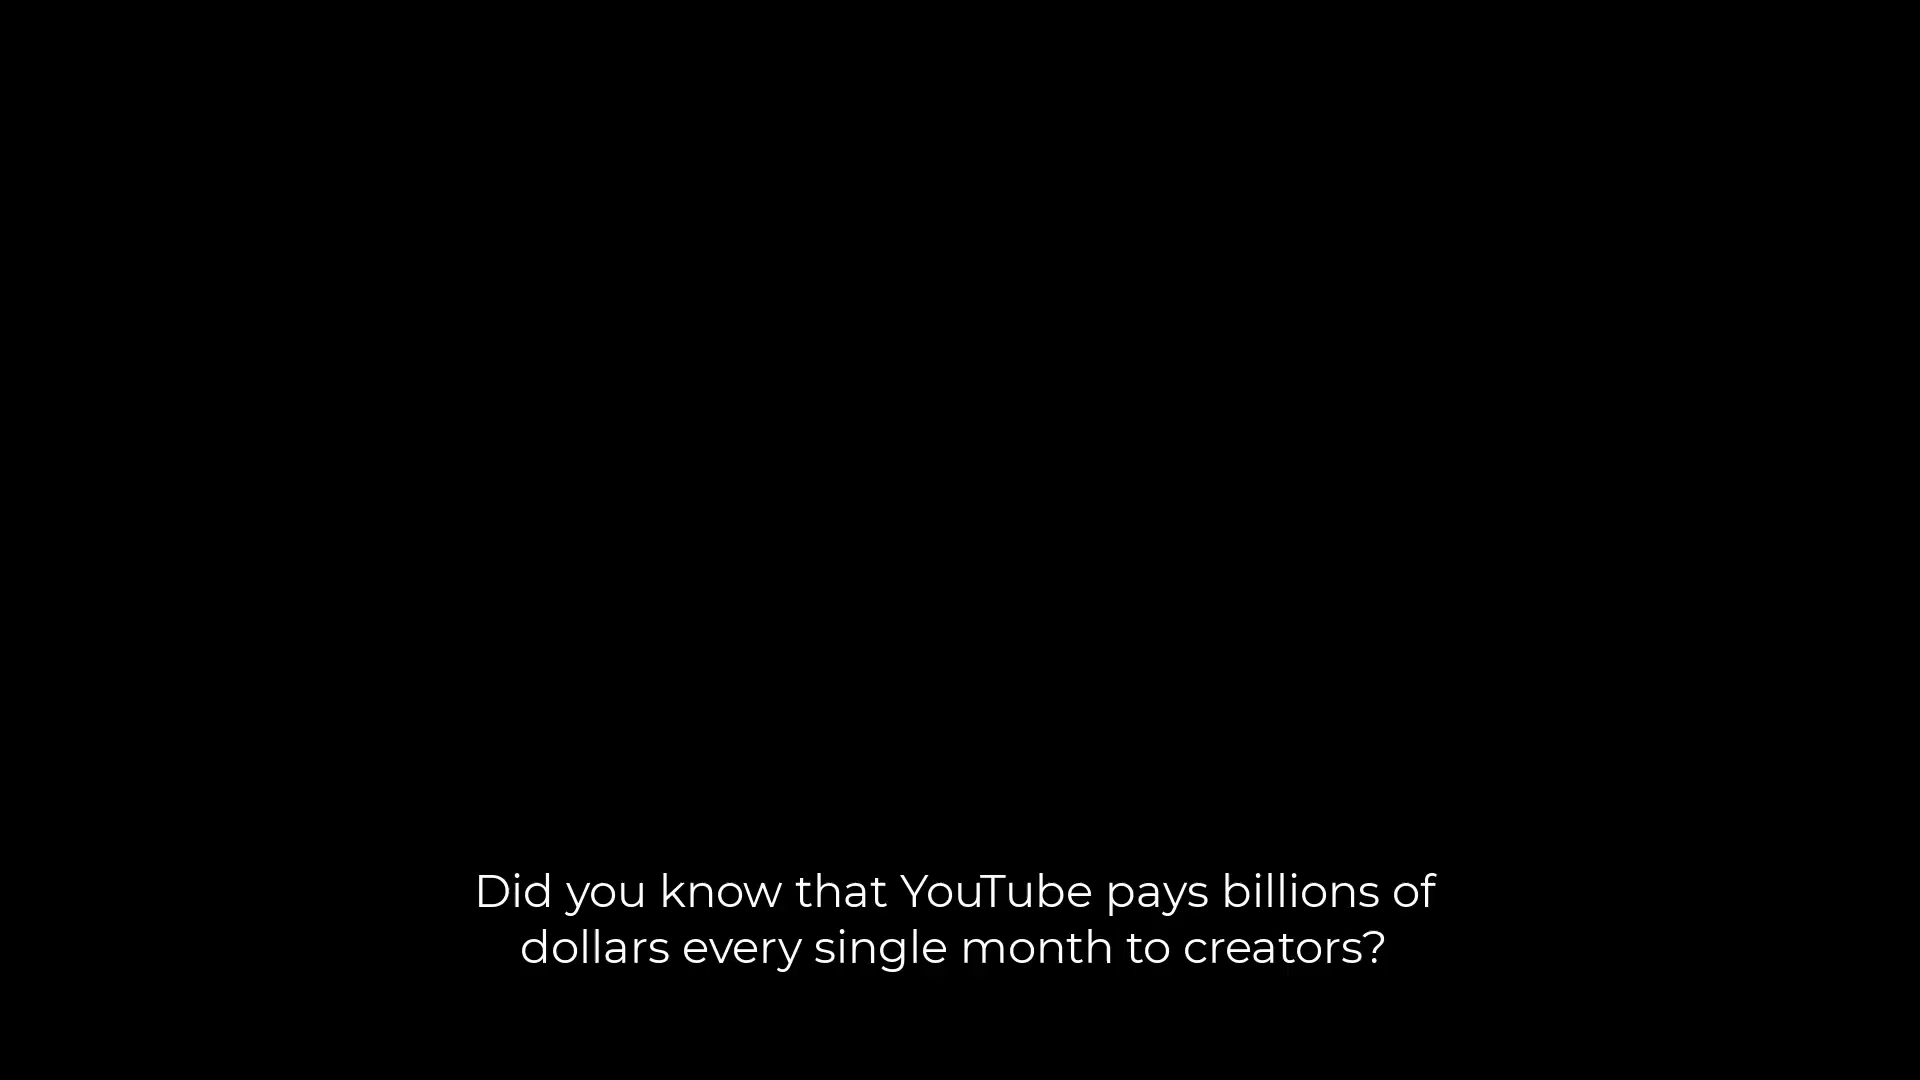 Did you know that YouTube pays billions of
dollars every single month to creators?